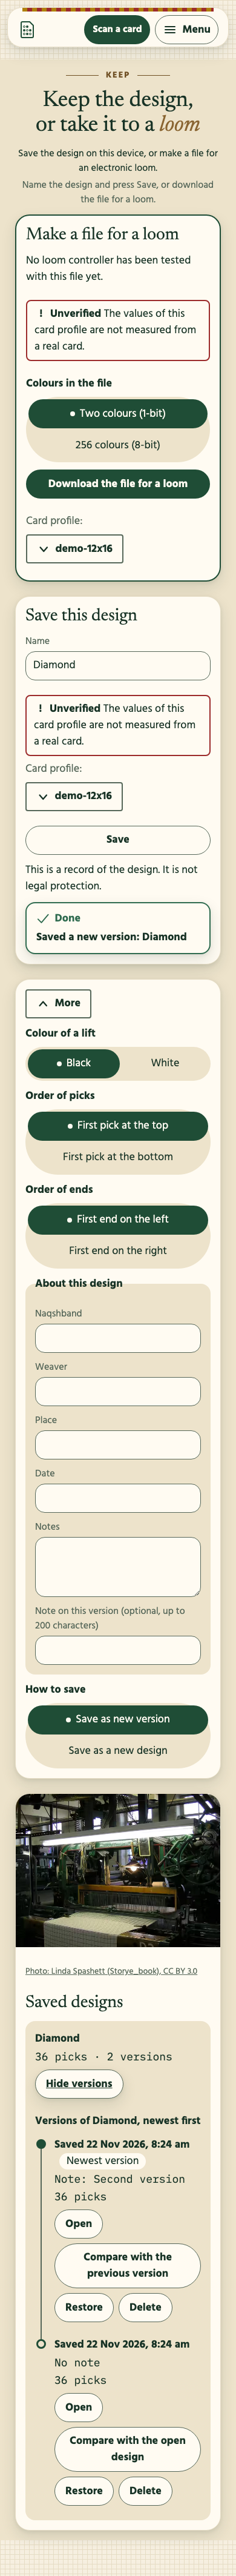 Scan a card
Menu
KEEP
Keep the design,
or take it to a loom
Save the design on this device, or make a file for
an electronic loom.
Name the design and press Save, or download
the file for a loom.
Make a file for a loom
No loom controller has been tested
with this file yet.
! Unverified The values of this
card profile are not measured from
a real card.
Colours in the file
Two colours (1-bit)
256 colours (8-bit)
Download the file for a loom
Card profile:
demo-12x16
Save this design
Name
Diamond
! Unverified The values of this
card profile are not measured from
a real card.
Card profile:
demo-12x16
Save
This is a record of the design. It is not
legal protection.
Done
Saved a new version: Diamond
More
Colour of a lift
Black
White
Order of picks
First pick at the top
First pick at the bottom
Order of ends
First end on the left
First end on the right
About this design
Naqshband
Weaver
Place
Date
Notes
Note on this version (optional, up to
200 characters)
How to save
Save as new version
Save as a new design
Photo: Linda Spashett (Storye_book), CC BY 3.0
Saved designs
Diamond
36 picks · 2 versions
Hide versions
Versions of Diamond, newest first
Saved 22 Nov 2026, 8:24 am
Newest version
Note: Second version
36 picks
Open
Compare with the
previous version
Restore
Delete
Saved 22 Nov 2026, 8:24 am
No note
36 picks
Open
Compare with the open
design
Restore
Delete